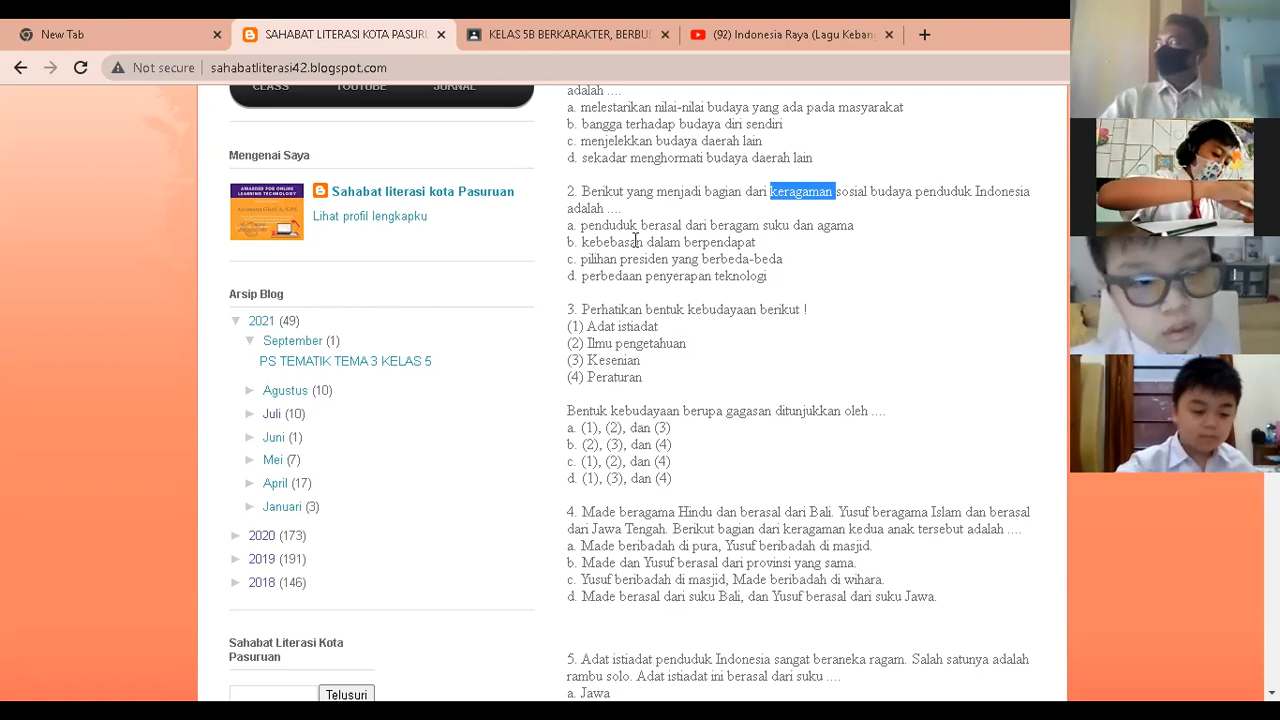 New Tab
SAHABAT LITERASI KOTA PASURU
KELAS 5B BERKARAKTER, BERBU
(92) Indonesia Raya (Lagu Kebang
Not secure
sahabatliterasi42.blogspot.com
CLASS YOUTUBE JURNAL
Mengenai Saya
Sahabat literasi kota Pasuruan
Lihat profil lengkapku
Arsip Blog
▼ 2021 (49)
▼ September (1)
PS TEMATIK TEMA 3 KELAS 5
► Agustus (10)
► Juli (10)
► Juni (1)
► Mei (7)
► April (17)
► Januari (3)
► 2020 (173)
► 2019 (191)
► 2018 (146)
Sahabat Literasi Kota
Pasuruan
Telusuri
adalah ....
a. melestarikan nilai-nilai budaya yang ada pada masyarakat
b. bangga terhadap budaya diri sendiri
c. menjelekkan budaya daerah lain
d. sekadar menghormati budaya daerah lain
2. Berikut yang menjadi bagian dari keragaman sosial budaya penduduk Indonesia
adalah ....
a. penduduk berasal dari beragam suku dan agama
b. kebebasan dalam berpendapat
c. pilihan presiden yang berbeda-beda
d. perbedaan penyerapan teknologi
3. Perhatikan bentuk kebudayaan berikut !
(1) Adat istiadat
(2) Ilmu pengetahuan
(3) Kesenian
(4) Peraturan
Bentuk kebudayaan berupa gagasan ditunjukkan oleh ....
a. (1), (2), dan (3)
b. (2), (3), dan (4)
c. (1), (2), dan (4)
d. (1), (3), dan (4)
4. Made beragama Hindu dan berasal dari Bali. Yusuf beragama Islam dan berasal
dari Jawa Tengah. Berikut bagian dari keragaman kedua anak tersebut adalah ....
a. Made beribadah di pura, Yusuf beribadah di masjid.
b. Made dan Yusuf berasal dari provinsi yang sama.
c. Yusuf beribadah di masjid, Made beribadah di wihara.
d. Made berasal dari suku Bali, dan Yusuf berasal dari suku Jawa.
5. Adat istiadat penduduk Indonesia sangat beraneka ragam. Salah satunya adalah
rambu solo. Adat istiadat ini berasal dari suku ....
a. Jawa